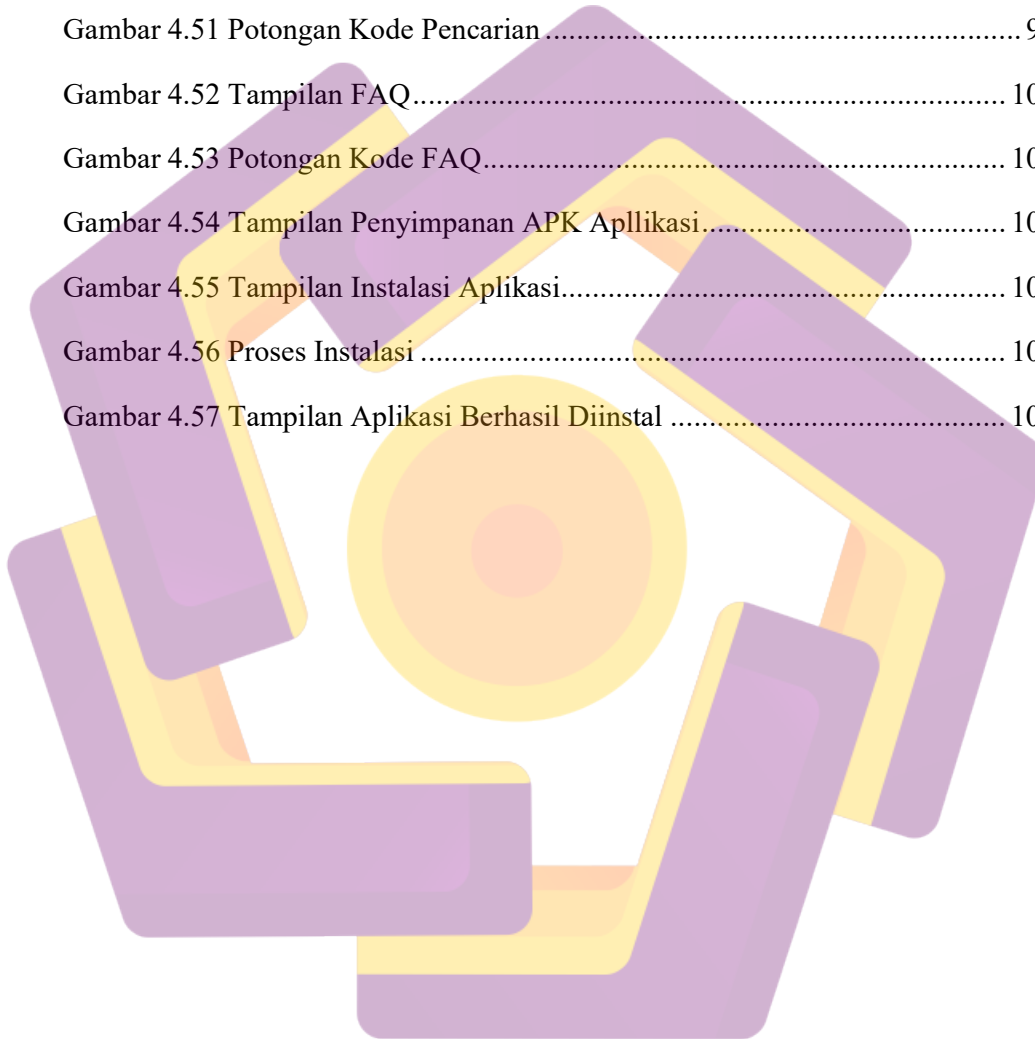 Gambar 4.51 Potongan Kode Pencarian.................................................................. 9
Gambar 4.52 Tampilan FAQ.................................................................................. 10
Gambar 4.53 Potongan Kode FAQ........................................................................ 10
Gambar 4.54 Tampilan Penyimpanan APK Apllikasi.......................................... 10
Gambar 4.55 Tampilan Instalasi Aplikasi............................................................. 10
Gambar 4.56 Proses Instalasi ................................................................................ 10
Gambar 4.57 Tampilan Aplikasi Berhasil Diinstal .............................................. 10